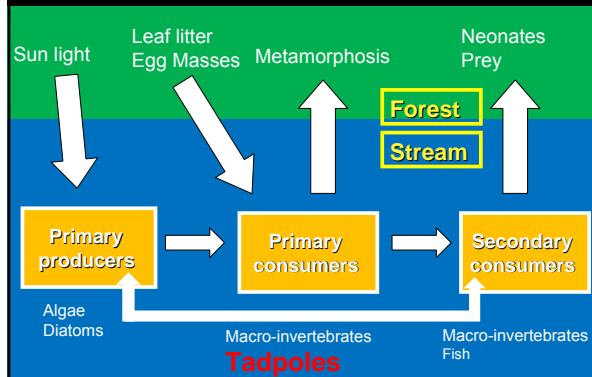 Sun light
Leaf litter
Egg Masses
Metamorphosis
Neonates
Prey
Forest
Stream
Primary
producers
Primary
consumers
Secondary
consumers
Algae
Diatoms
Macro-invertebrates
Tadpoles
Macro-invertebrates
Fish